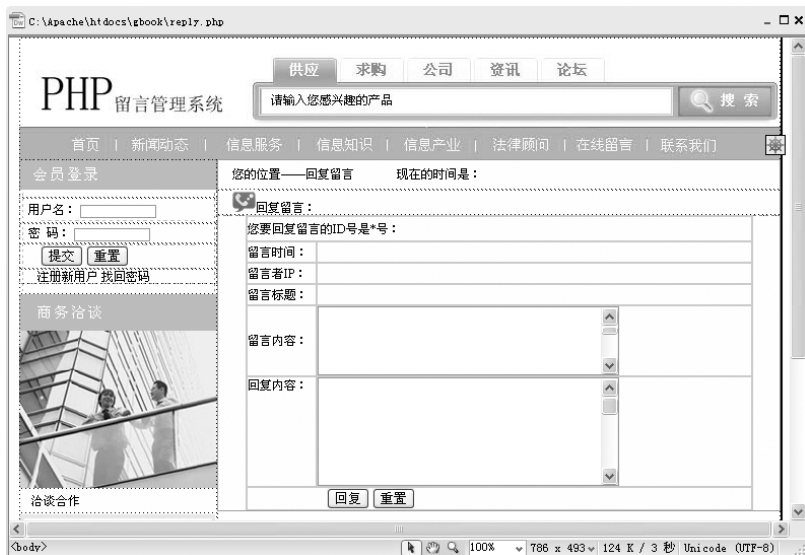 C:\Apache\htdocs\gbook\reply.php
供应 求购 公司 资讯 论坛
PHP留言管理系统
请输入您感兴趣的产品
搜索
首页 | 新闻动态 | 信息服务 | 信息知识 | 信息产业 | 法律顾问 | 在线留言 | 联系我们
会员登录
用户名：
密 码：
提交 重置
注册新用户 找回密码
商务洽谈
洽谈合作
您的位置——回复留言 现在的时间是：
回复留言：
您要回复留言的ID号是*号：
留言时间：
留言者IP：
留言标题：
留言内容：
回复内容：
回复 重置
<body>
100% 786 x 493 124 K / 3 秒 Unicode (UTF-8)